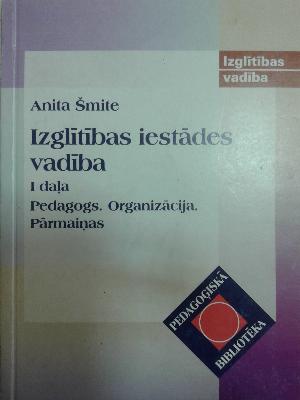 Izglītības
vadība
Anita Šmite
Izglītības iestādes
vadība
I daļa
Pedagogs. Organizācija.
Pārmaiņas
PEDAGOĢISKĀ
BIBLIOTĒKA